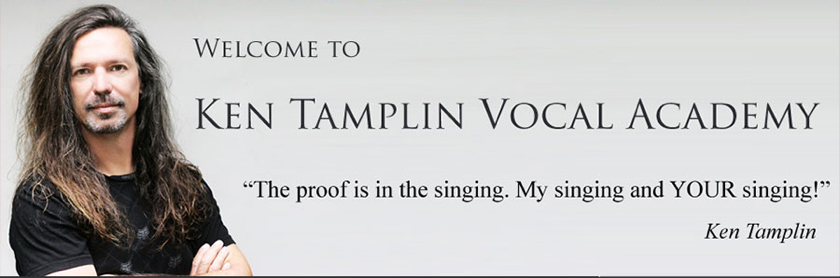 Welcome to
Ken Tamplin Vocal Academy
“The proof is in the singing. My singing and YOUR singing!”
Ken Tamplin